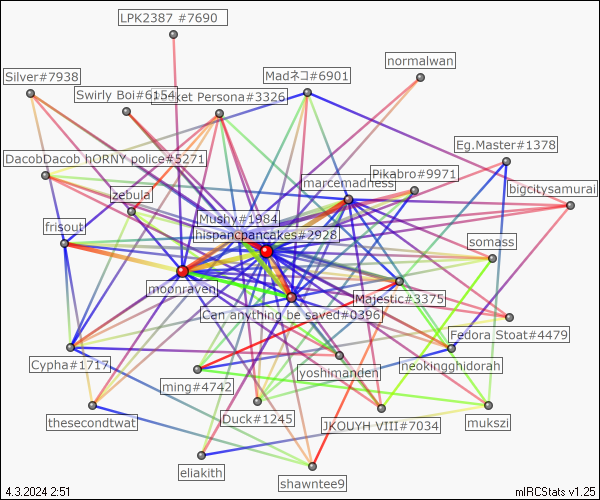 LPK2387 #7690
normalwan
Silver#7938
Madネコ#6901
Swirly Boi#6154
ket Persona#3326
Eg.Master#1378
DacobDacob hORNY police#5271
Pikabro#9971
marcemadness
bigcitysamurai
zebula
Mushy#1984
frisout
hispancpancakes#2928
somass
moonraven
Majestic#3375
Can anything be saved#0396
Fedora Stoat#4479
Cypha#1717
neokingghidorah
yoshimanden
ming#4742
thesecondtwat
Duck#1245
JKOUYH VIII#7034
mukszi
eliakith
shawntee9
4.3.2024 2:51
mIRCStats v1.25